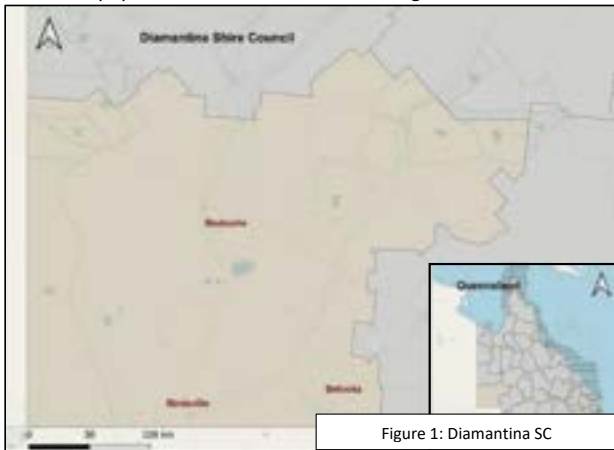 Diamantina Shire Council
Bedourie
Queensland
Betoota
Birdsville
Figure 1: Diamantina SC